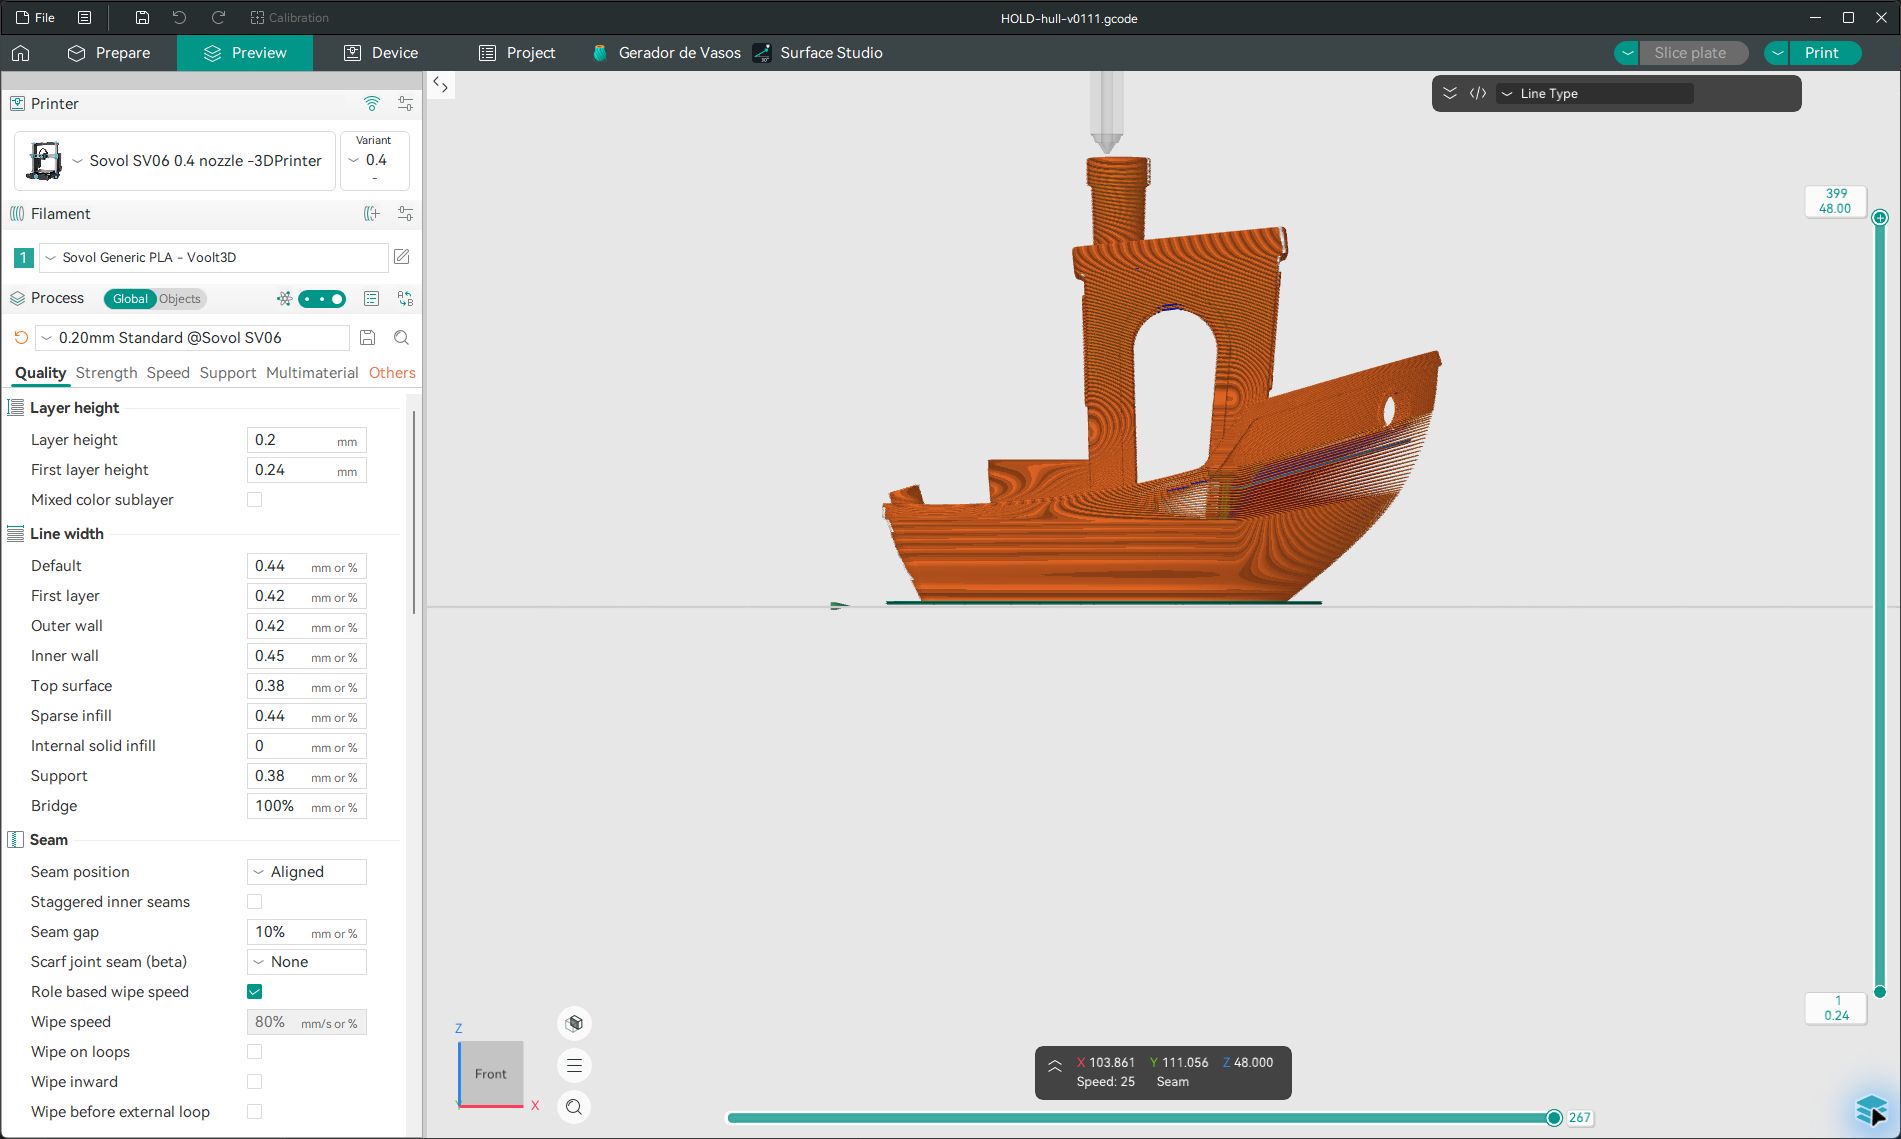 File
Calibration
HOLD-hull-v0111.gcode
Prepare
Preview
Device
Project
Gerador de Vasos
Surface Studio
Slice plate
Print
Printer
Sovol SV06 0.4 nozzle -3DPrinter
Variant
0.4
-
Filament
1
Sovol Generic PLA - Voolt3D
Process
Global
Objects
0.20mm Standard @Sovol SV06
Quality
Strength
Speed
Support
Multimaterial
Others
Layer height
Layer height 0.2 mm
First layer height 0.24 mm
Mixed color sublayer
Line width
Default 0.44 mm or %
First layer 0.42 mm or %
Outer wall 0.42 mm or %
Inner wall 0.45 mm or %
Top surface 0.38 mm or %
Sparse infill 0.44 mm or %
Internal solid infill 0 mm or %
Support 0.38 mm or %
Bridge 100% mm or %
Seam
Seam position Aligned
Staggered inner seams
Seam gap 10% mm or %
Scarf joint seam (beta) None
Role based wipe speed
Wipe speed 80% mm/s or %
Wipe on loops
Wipe inward
Wipe before external loop
Line Type
399
48.00
1
0.24
Z
Front
X
Y
X 103.861 Y 111.056 Z 48.000
Speed: 25 Seam
267